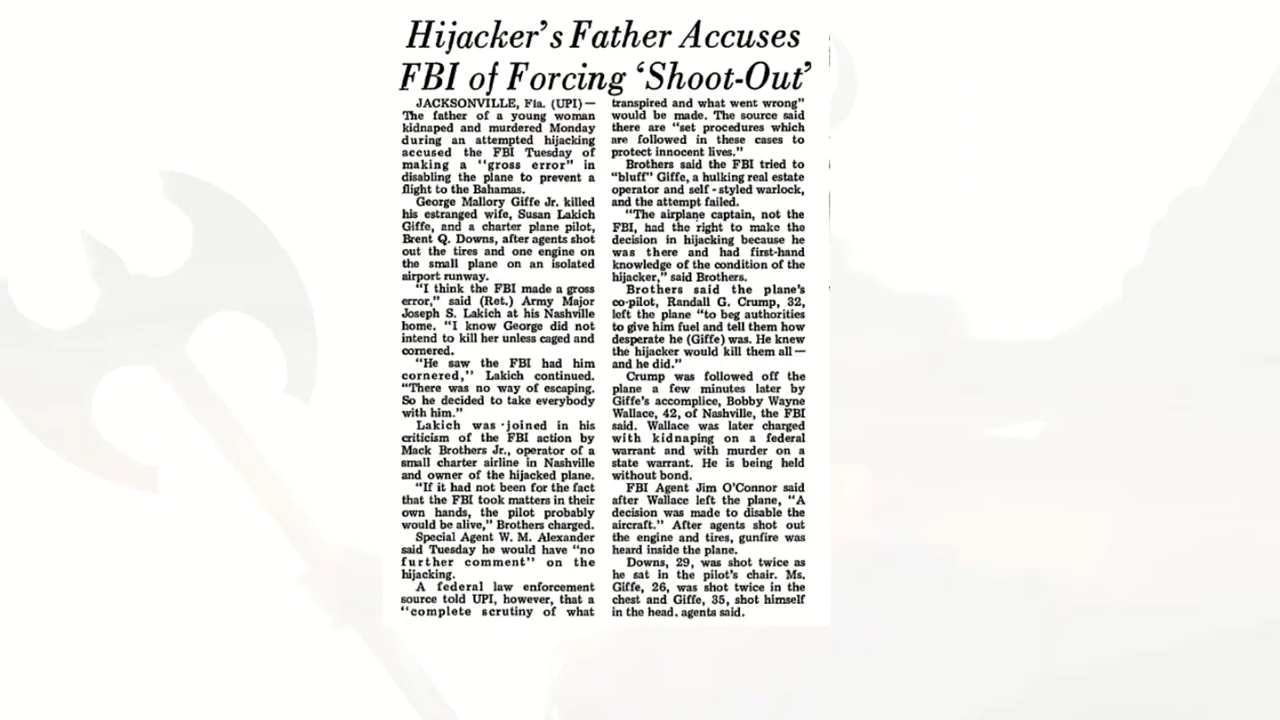 Hijacker's Father Accuses
FBI of Forcing 'Shoot-Out'
JACKSONVILLE, Fla. (UPI)—
The father of a young woman
kidnaped and murdered Monday
during an attempted hijacking
accused the FBI Tuesday of
making a "gross error" in
disabling the plane to prevent a
flight to the Bahamas.
George Mallory Giffe Jr. killed
his estranged wife, Susan Lakich
Giffe, and a charter plane pilot,
Brent Q. Downs, after agents shot
out the tires and one engine on
the small plane on an isolated
airport runway.
"I think the FBI made a gross
error," said (Ret.) Army Major
Joseph S. Lakich at his Nashville
home. "I know George did not
intend to kill her unless caged and
cornered.
"He saw the FBI had him
cornered," Lakich continued.
"There was no way of escaping.
So he decided to take everybody
with him."
Lakich was joined in his
criticism of the FBI action by
Mack Brothers Jr., operator of a
small charter airline in Nashville
and owner of the hijacked plane.
"If it had not been for the fact
that the FBI took matters in their
own hands, the pilot probably
would be alive," Brothers charged.
Special Agent W. M. Alexander
said Tuesday he would have "no
further comment" on the
hijacking.
A federal law enforcement
source told UPI, however, that a
"complete scrutiny of what
transpired and what went wrong"
would be made. The source said
there are "set procedures which
are followed in these cases to
protect innocent lives."
Brothers said the FBI tried to
"bluff" Giffe, a hulking real estate
operator and self-styled warlock,
and the attempt failed.
"The airplane captain, not the
FBI, had the right to make the
decision in hijacking because he
was there and had first-hand
knowledge of the condition of the
hijacker," said Brothers.
Brothers said the plane's
co-pilot, Randall G. Crump, 32,
left the plane "to beg authorities
to give him fuel and tell them how
desperate he (Giffe) was. He knew
the hijacker would kill them all—
and he did."
Crump was followed off the
plane a few minutes later by
Giffe's accomplice, Bobby Wayne
Wallace, 42, of Nashville, the FBI
said. Wallace was later charged
with kidnaping on a federal
warrant and with murder on a
state warrant. He is being held
without bond.
FBI Agent Jim O'Connor said
after Wallace left the plane, "A
decision was made to disable the
aircraft." After agents shot out
the engine and tires, gunfire was
heard inside the plane.
Downs, 29, was shot twice as
he sat in the pilot's chair. Ms.
Giffe, 26, was shot twice in the
chest and Giffe, 35, shot himself
in the head, agents said.